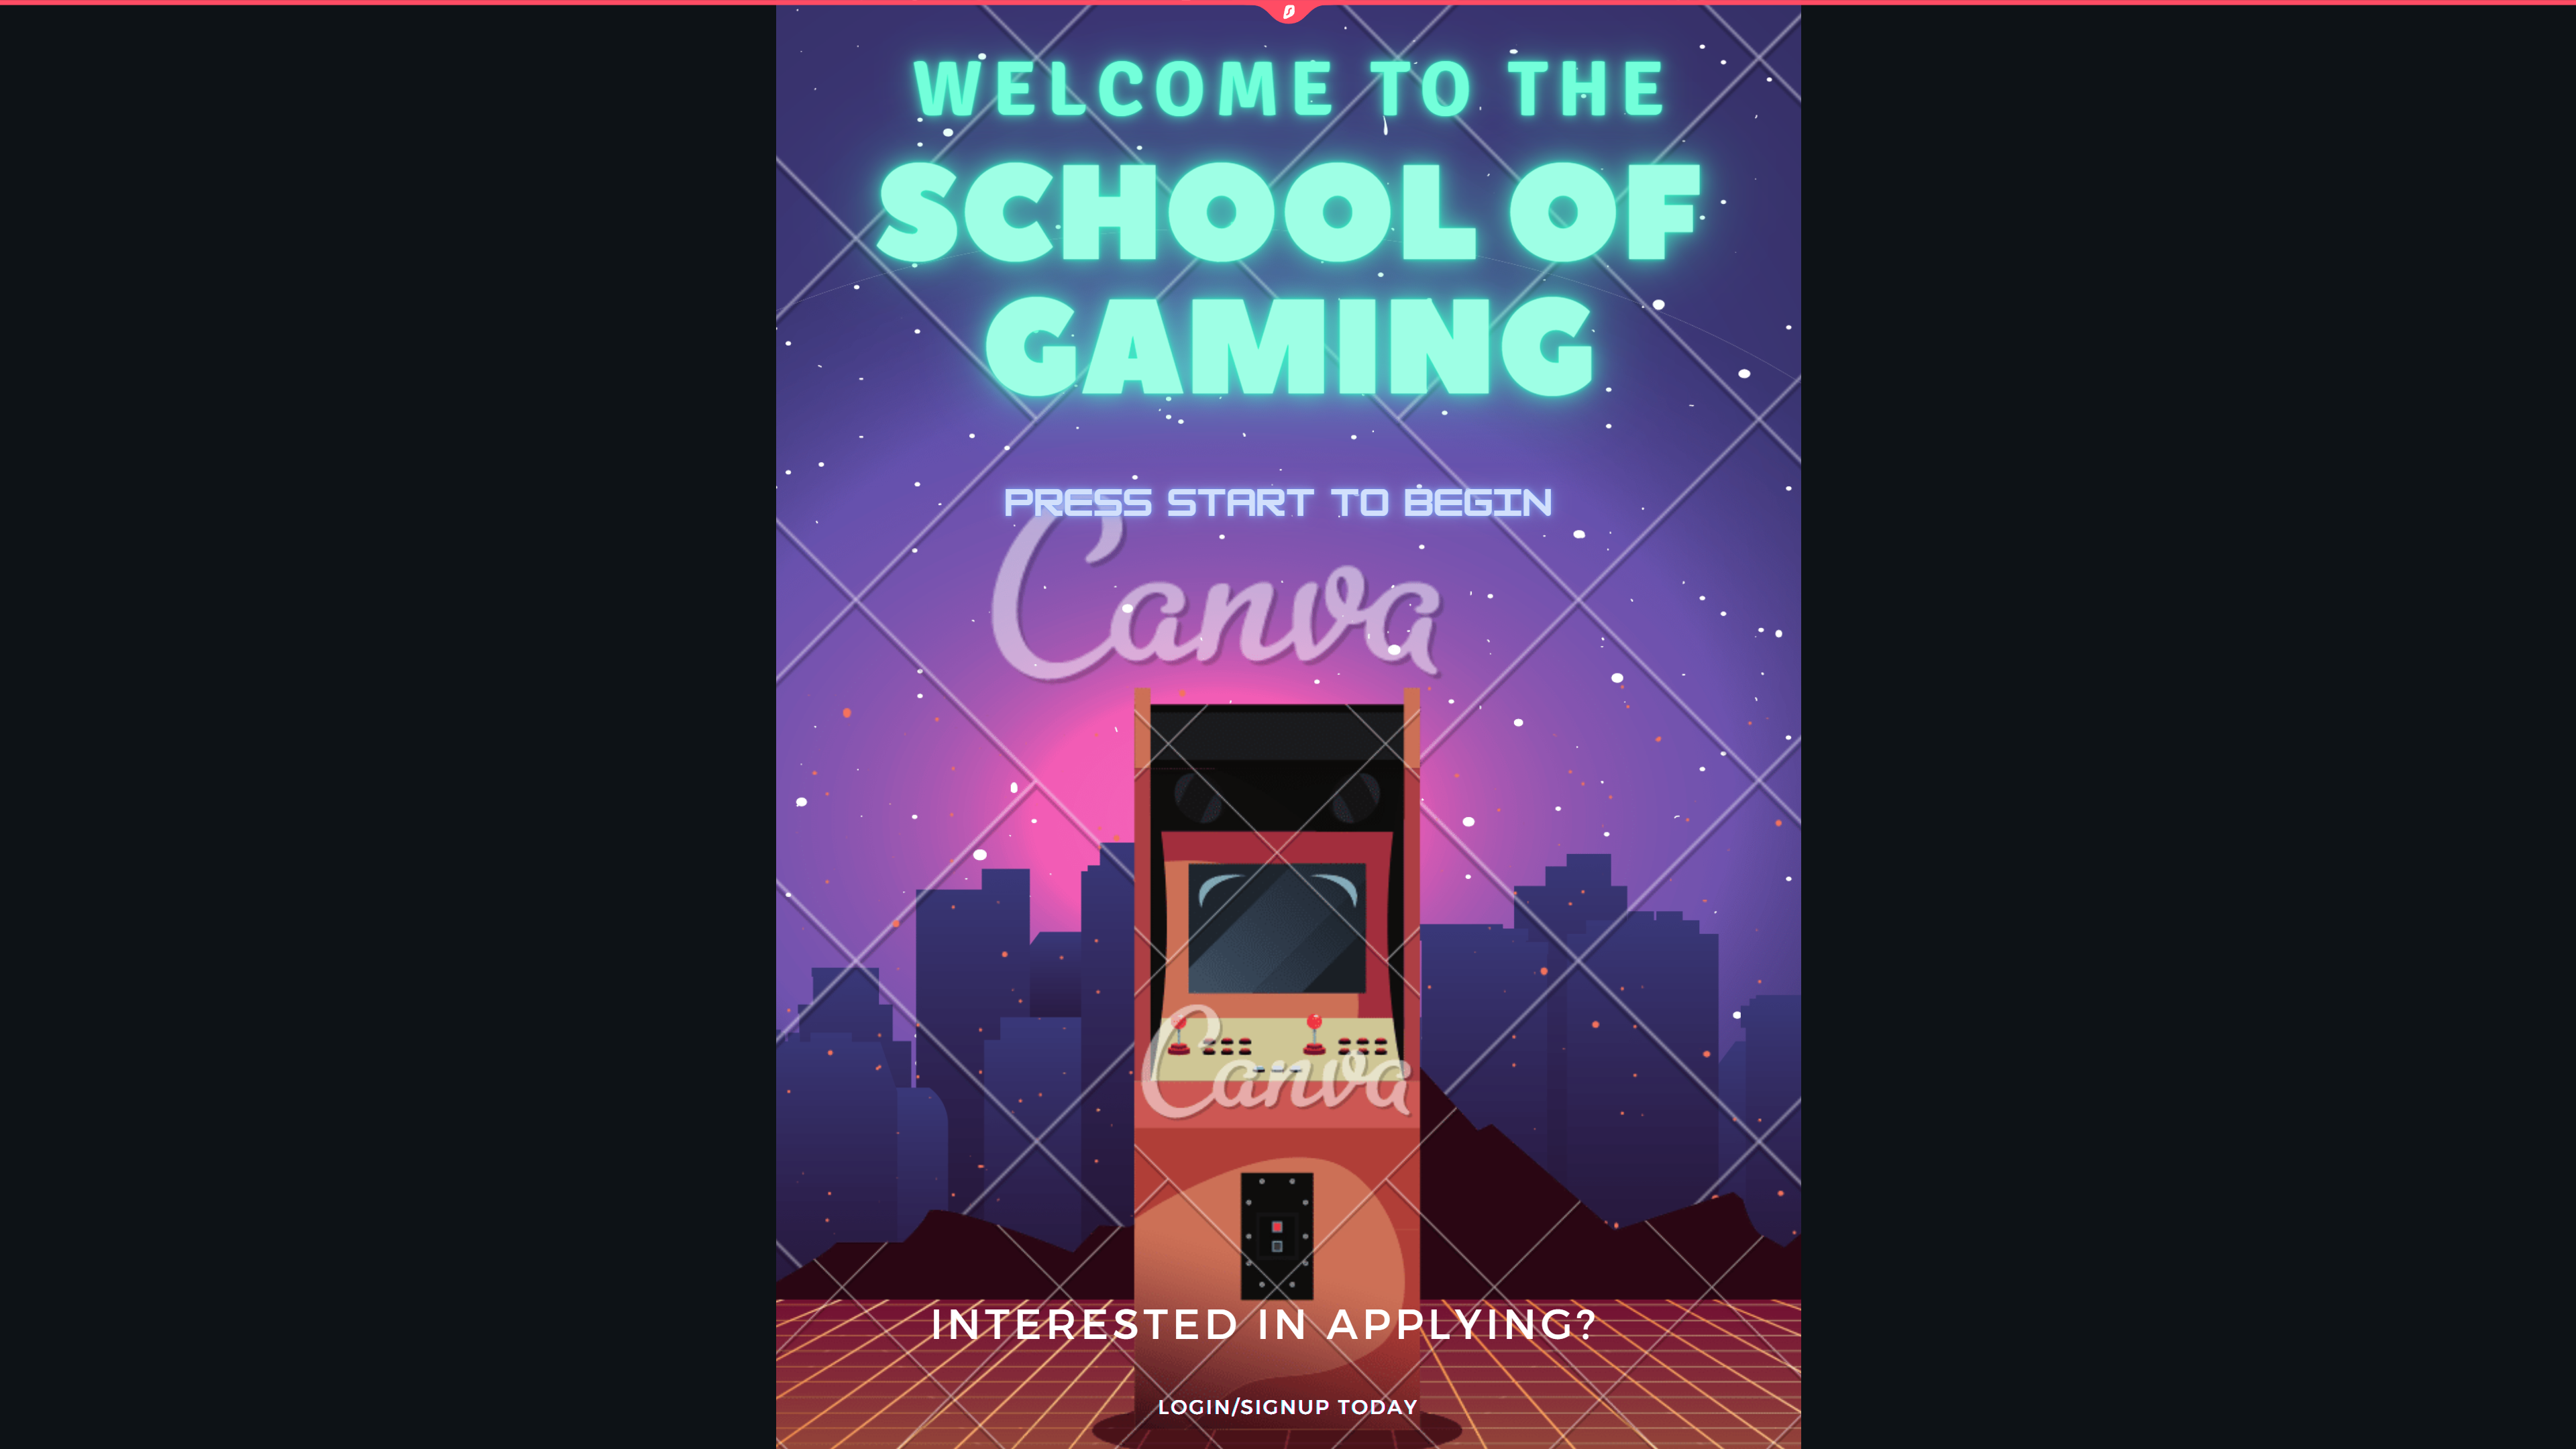 WELCOME TO THE
SCHOOL OF
GAMING
PRESS START TO BEGIN
Canva
Canva
INTERESTED IN APPLYING?
LOGIN/SIGNUP TODAY